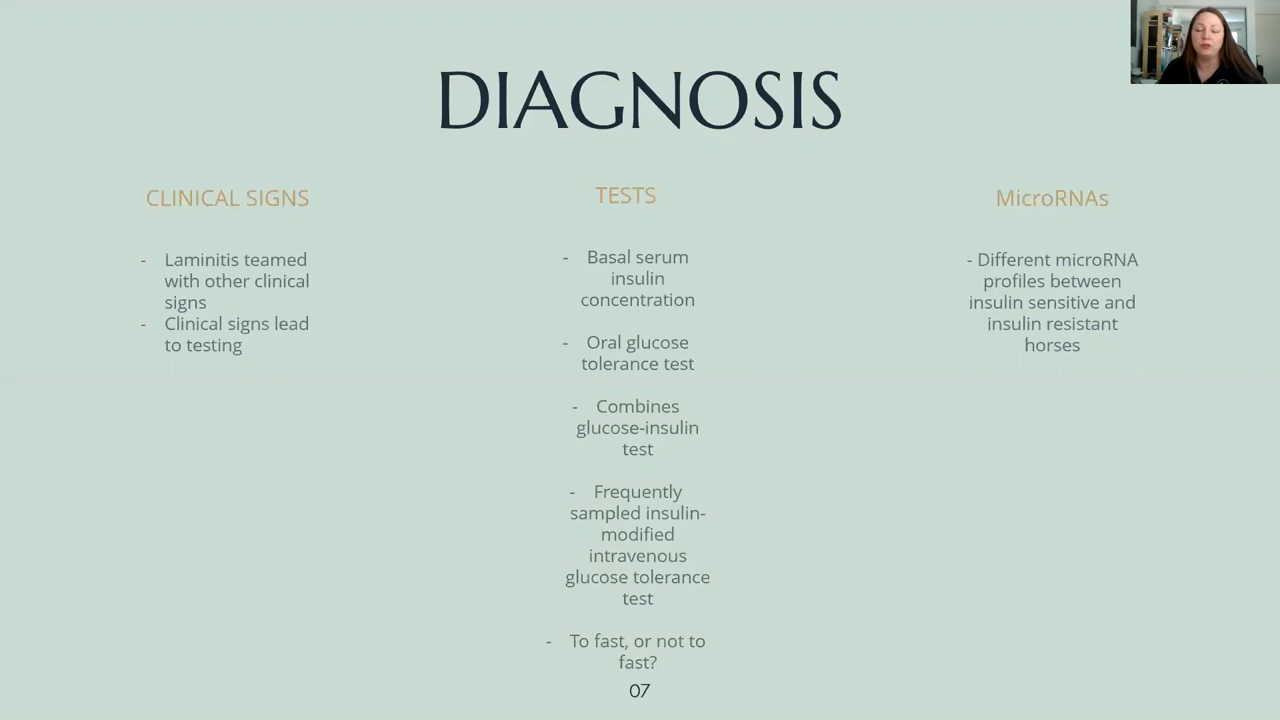 DIAGNOSIS
CLINICAL SIGNS
- Laminitis teamed
with other clinical
signs
- Clinical signs lead
to testing
TESTS
- Basal serum
insulin
concentration
- Oral glucose
tolerance test
- Combines
glucose-insulin
test
- Frequently
sampled insulin-
modified
intravenous
glucose tolerance
test
- To fast, or not to
fast?
MicroRNAs
- Different microRNA
profiles between
insulin sensitive and
insulin resistant
horses
07